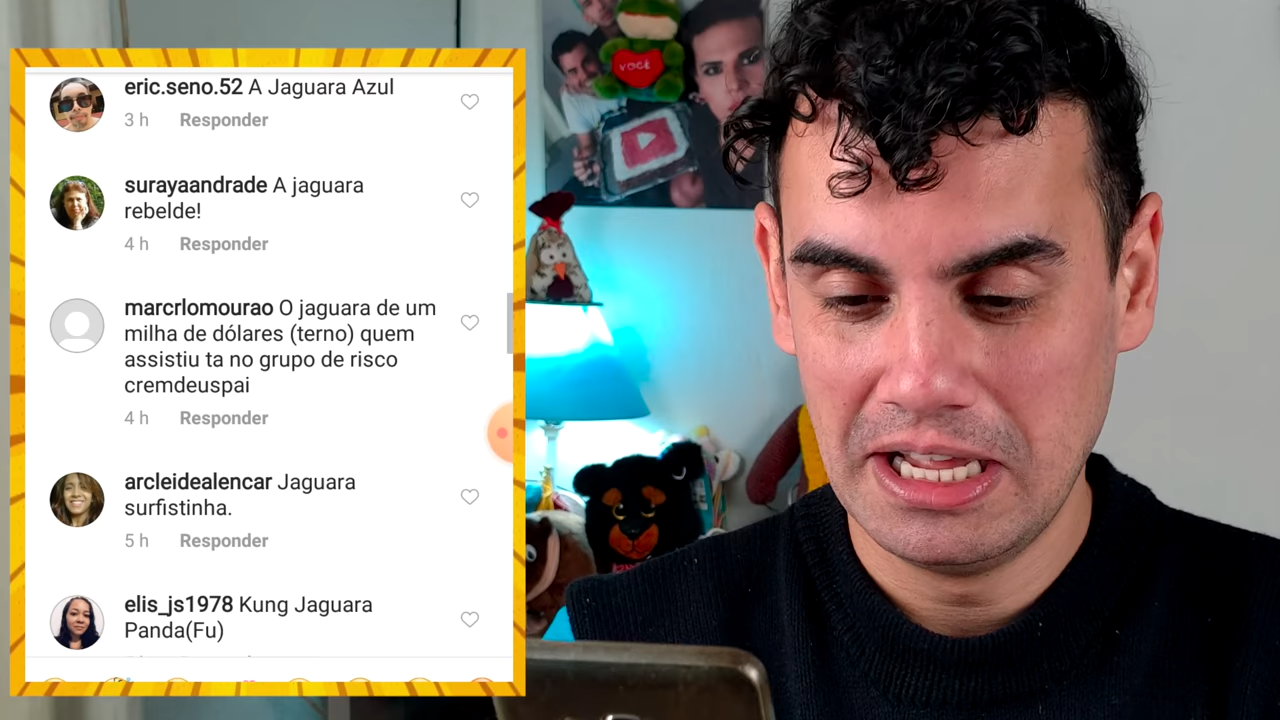 eric.seno.52 A Jaguara Azul
3 h Responder
surayaandrade A jaguara
rebelde!
4 h Responder
marcrlomourao O jaguara de um
milha de dólares (terno) quem
assistiu ta no grupo de risco
cremdeuspai
4 h Responder
arcleidealencar Jaguara
surfistinha.
5 h Responder
elis_js1978 Kung Jaguara
Panda(Fu)
VOCÊ